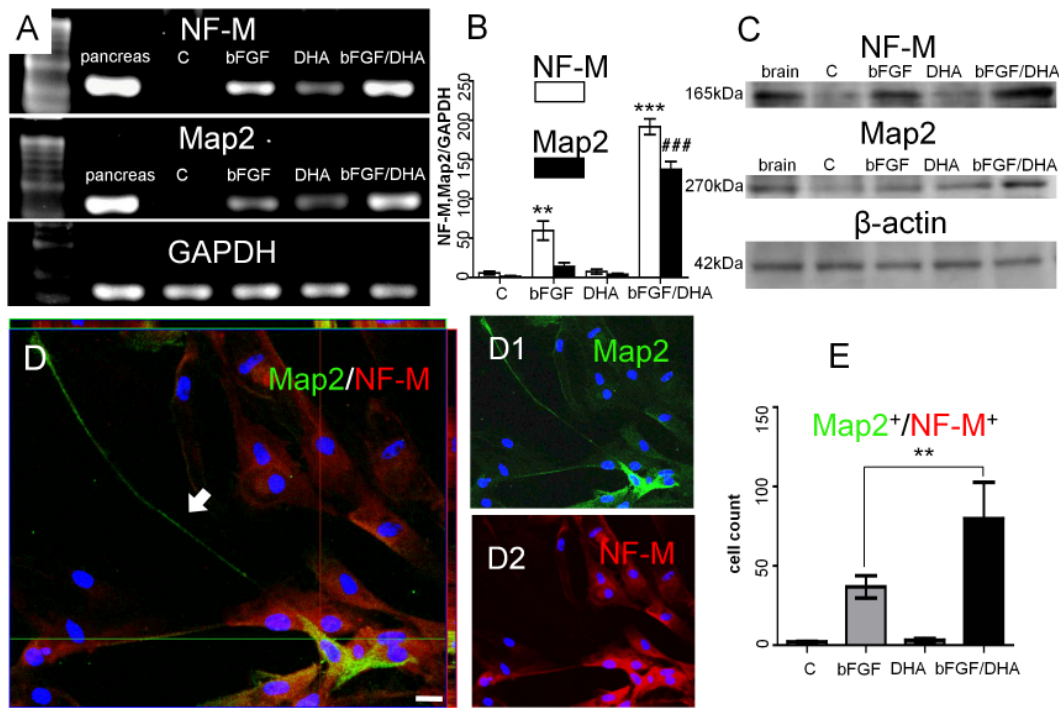 A
NF-M
pancreas C bFGF DHA bFGF/DHA
Map2
pancreas C bFGF DHA bFGF/DHA
GAPDH
B
NF-M
Map2
NF-M,Map2/GAPDH
0 50 100 150 200 250
** *** ###
C bFGF DHA bFGF/DHA
C
NF-M
brain C bFGF DHA bFGF/DHA
165kDa
Map2
brain C bFGF DHA bFGF/DHA
270kDa
β-actin
42kDa
D
Map2/NF-M
D1
Map2
D2
NF-M
E
Map2⁺/NF-M⁺
**
cell count
0 50 100 150
C bFGF DHA bFGF/DHA